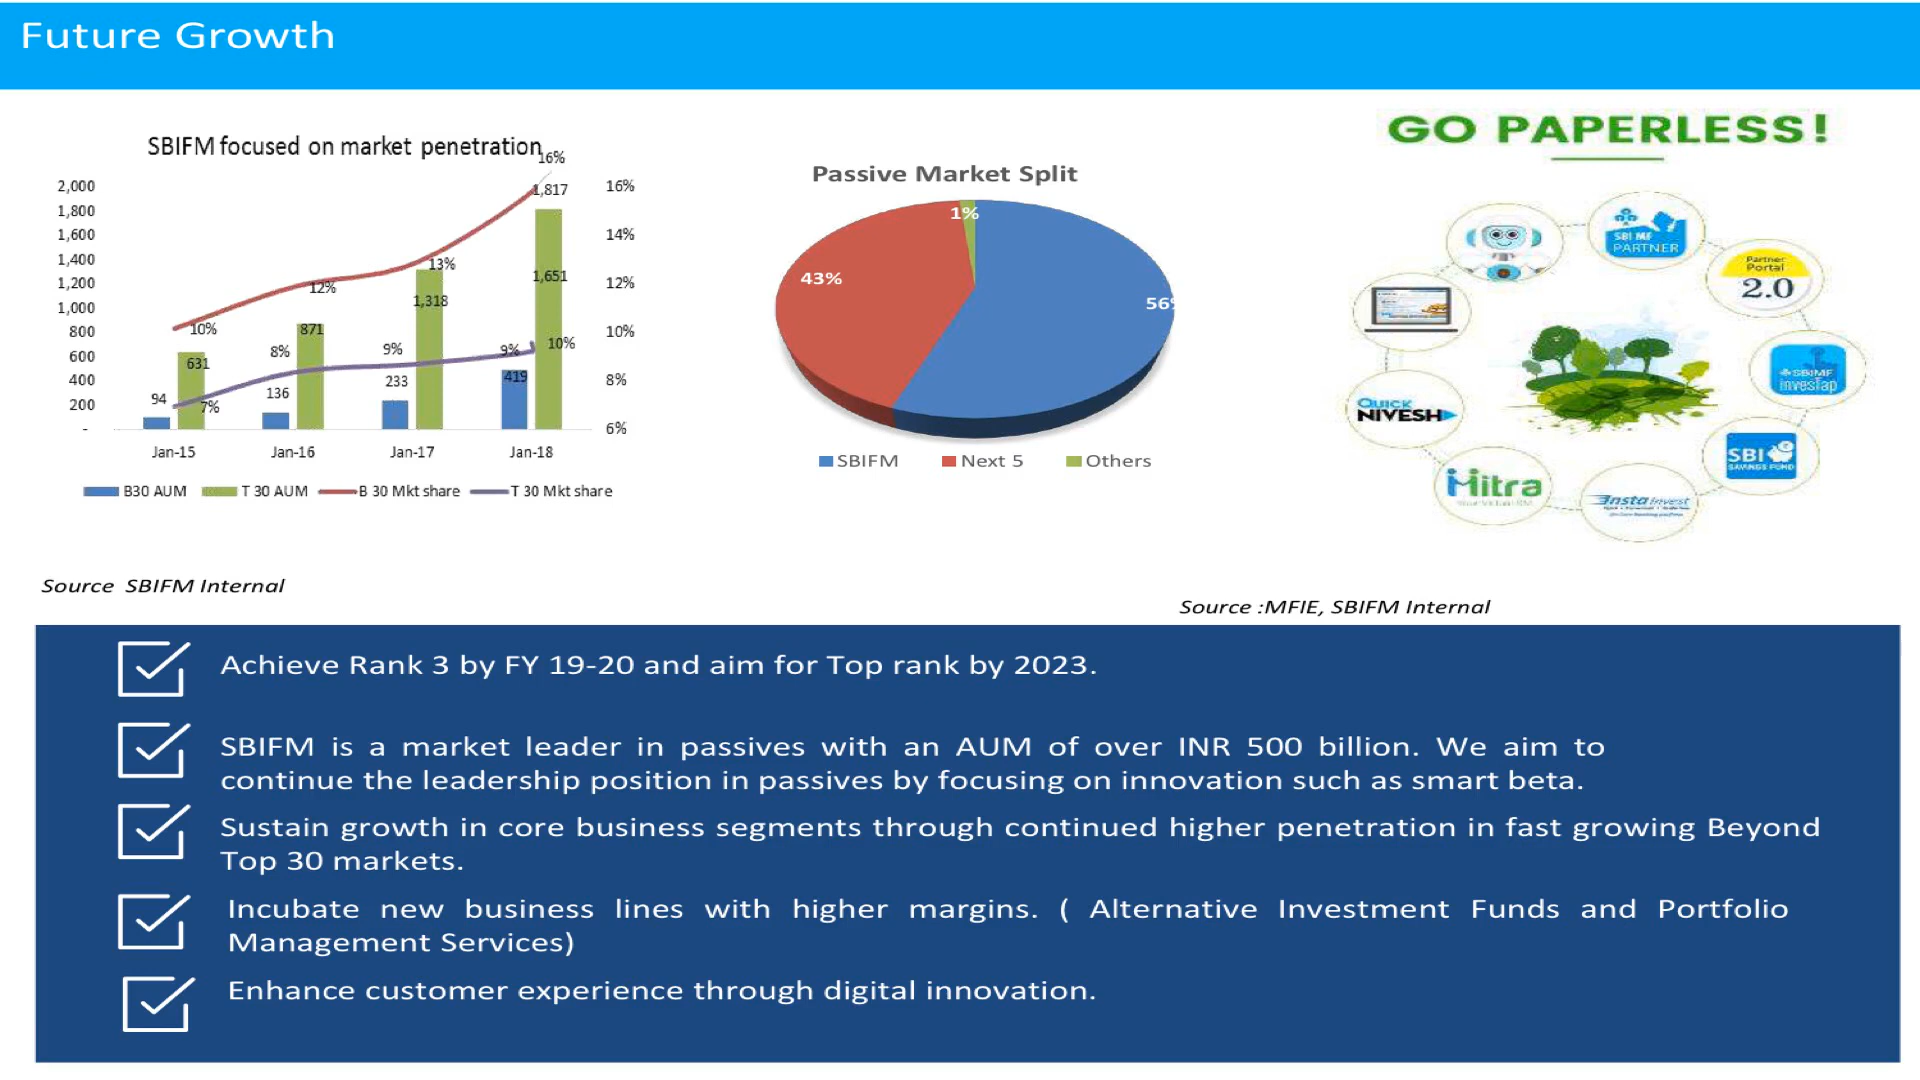 Future Growth
SBIFM focused on market penetration
16%
2,000
1,800
1,600
1,400
1,200
1,000
800
600
400
200
-
16%
14%
12%
10%
8%
6%
1,817
1,651
13%
1,318
12%
871
10%
631
8%
9%
9%
10%
94
7%
136
233
419
Jan-15 Jan-16 Jan-17 Jan-18
B30 AUM T 30 AUM B 30 Mkt share T 30 Mkt share
Passive Market Split
1%
43%
56%
SBIFM Next 5 Others
GO PAPERLESS!
SBI MF
PARTNER
Partner
Portal
2.0
SBIMF
invesTap
QUICK
NIVESH
SBI
SAVINGS FUND
Mitra
Insta Invest
Source SBIFM Internal
Source :MFIE, SBIFM Internal
Achieve Rank 3 by FY 19-20 and aim for Top rank by 2023.
SBIFM is a market leader in passives with an AUM of over INR 500 billion. We aim to
continue the leadership position in passives by focusing on innovation such as smart beta.
Sustain growth in core business segments through continued higher penetration in fast growing Beyond
Top 30 markets.
Incubate new business lines with higher margins. ( Alternative Investment Funds and Portfolio
Management Services)
Enhance customer experience through digital innovation.